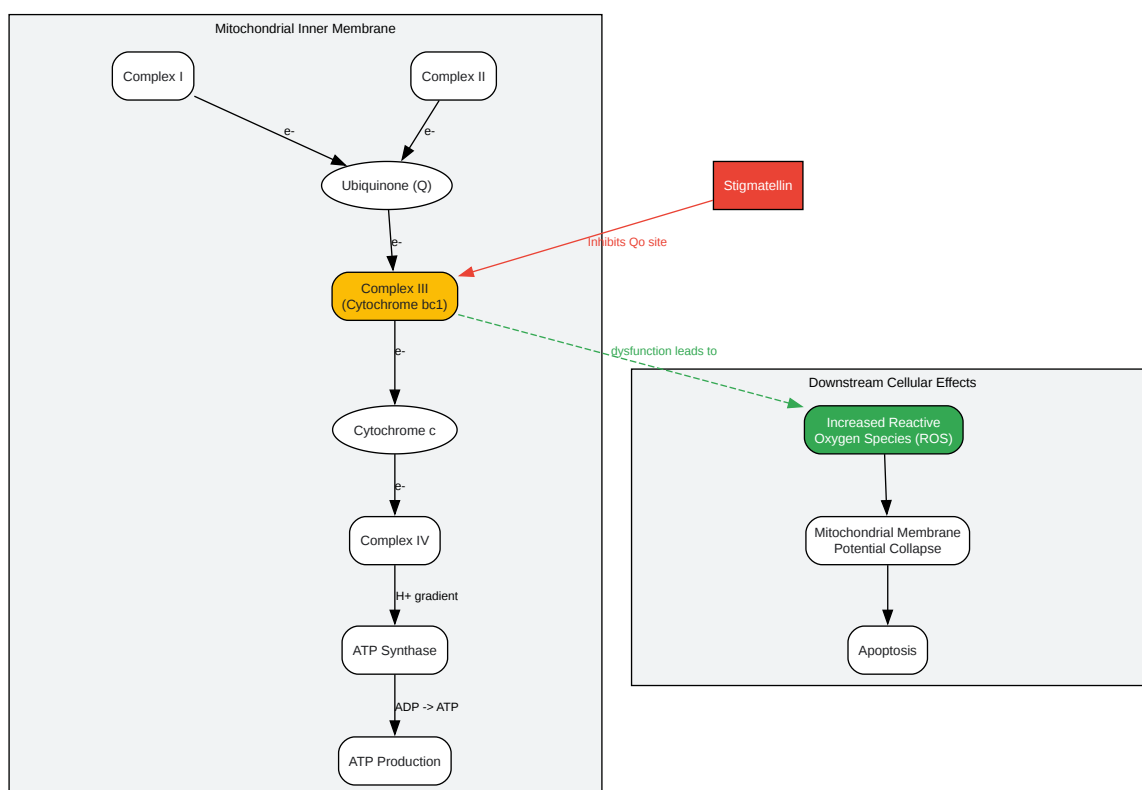 Mitochondrial Inner Membrane
Complex I
Complex II
e-
e-
Ubiquinone (Q)
Stigmatellin
e-
Inhibits Qo site
Complex III
(Cytochrome bc1)
e-
dysfunction leads to
Downstream Cellular Effects
Increased Reactive
Oxygen Species (ROS)
Cytochrome c
e-
Mitochondrial Membrane
Potential Collapse
Complex IV
H+ gradient
ATP Synthase
Apoptosis
ADP -> ATP
ATP Production